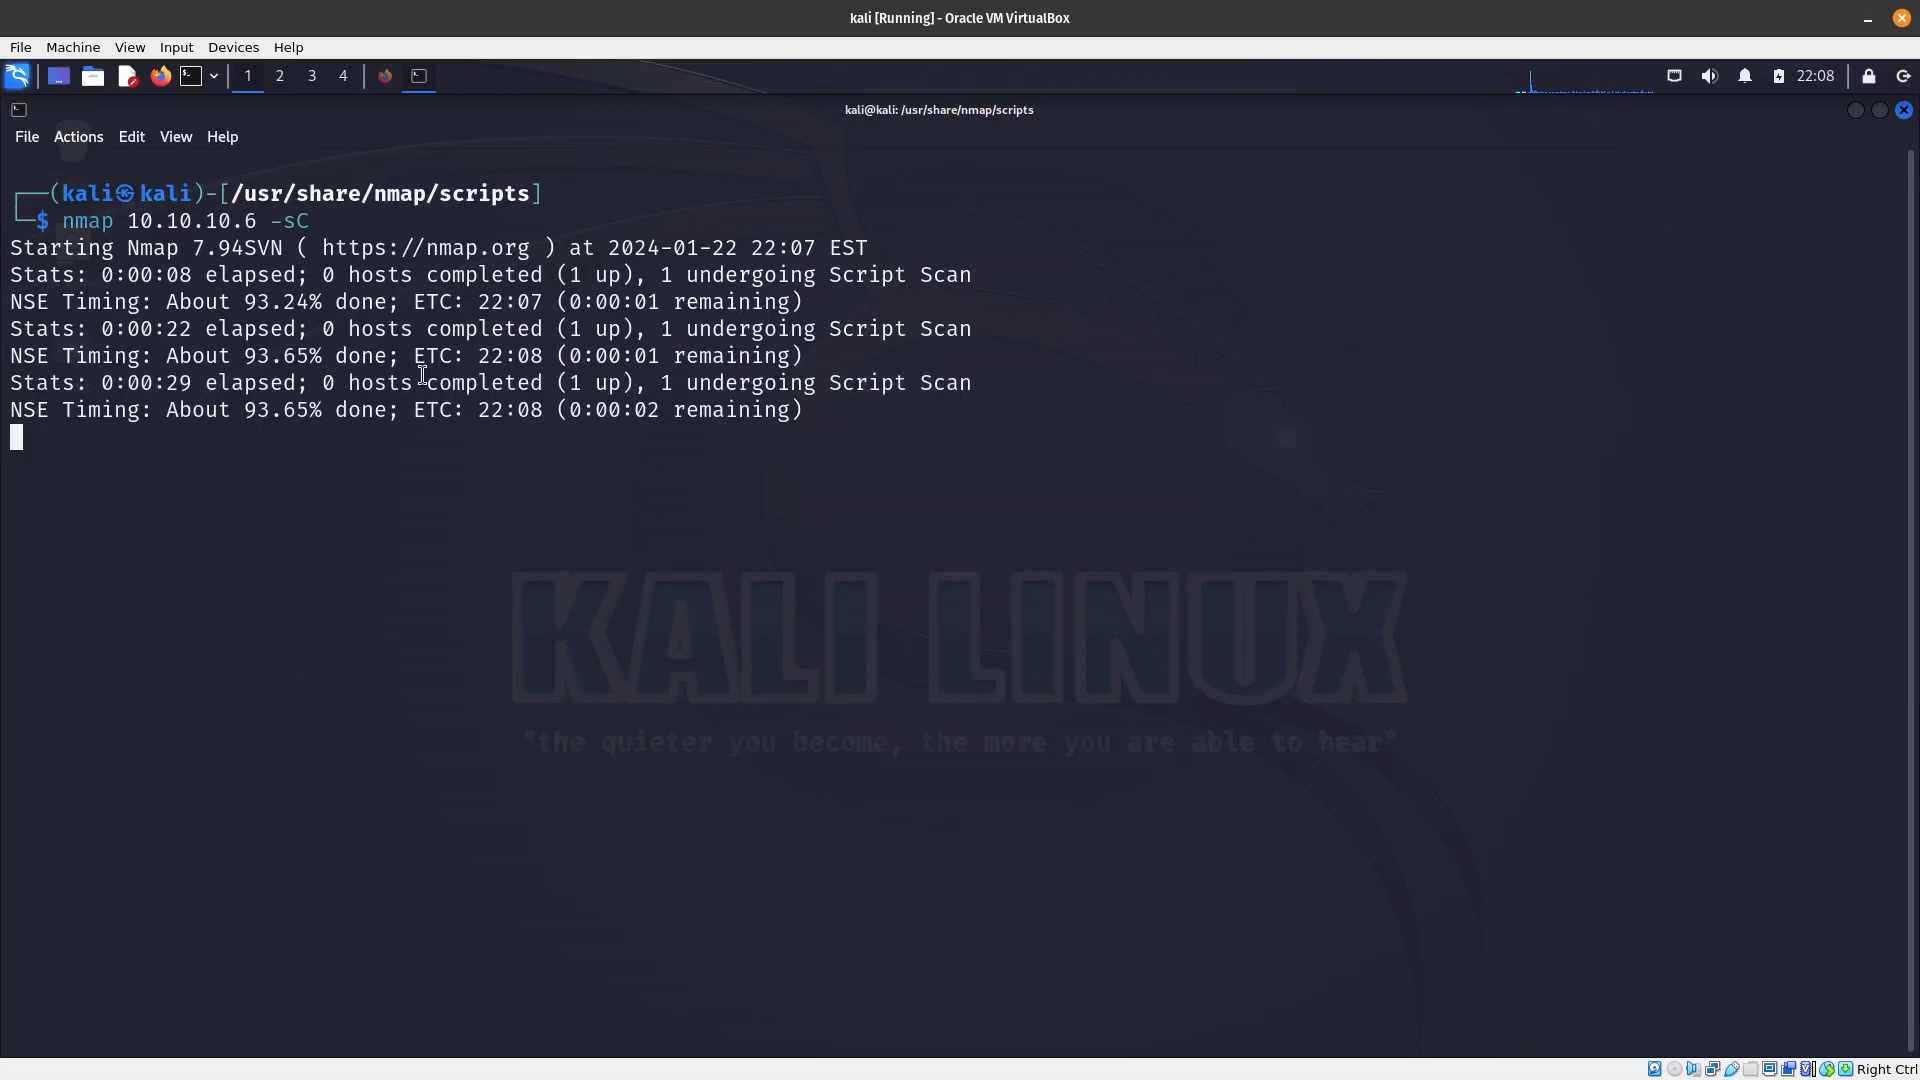 kali [Running] - Oracle VM VirtualBox
File Machine View Input Devices Help
1 2 3 4 22:08
kali@kali: /usr/share/nmap/scripts
File Actions Edit View Help
┌──(kali㉿kali)-[/usr/share/nmap/scripts]
└─$ nmap 10.10.10.6 -sC
Starting Nmap 7.94SVN ( https://nmap.org ) at 2024-01-22 22:07 EST
Stats: 0:00:08 elapsed; 0 hosts completed (1 up), 1 undergoing Script Scan
NSE Timing: About 93.24% done; ETC: 22:07 (0:00:01 remaining)
Stats: 0:00:22 elapsed; 0 hosts completed (1 up), 1 undergoing Script Scan
NSE Timing: About 93.65% done; ETC: 22:08 (0:00:01 remaining)
Stats: 0:00:29 elapsed; 0 hosts completed (1 up), 1 undergoing Script Scan
NSE Timing: About 93.65% done; ETC: 22:08 (0:00:02 remaining)
KALI LINUX
"the quieter you become, the more you are able to hear"
Right Ctrl